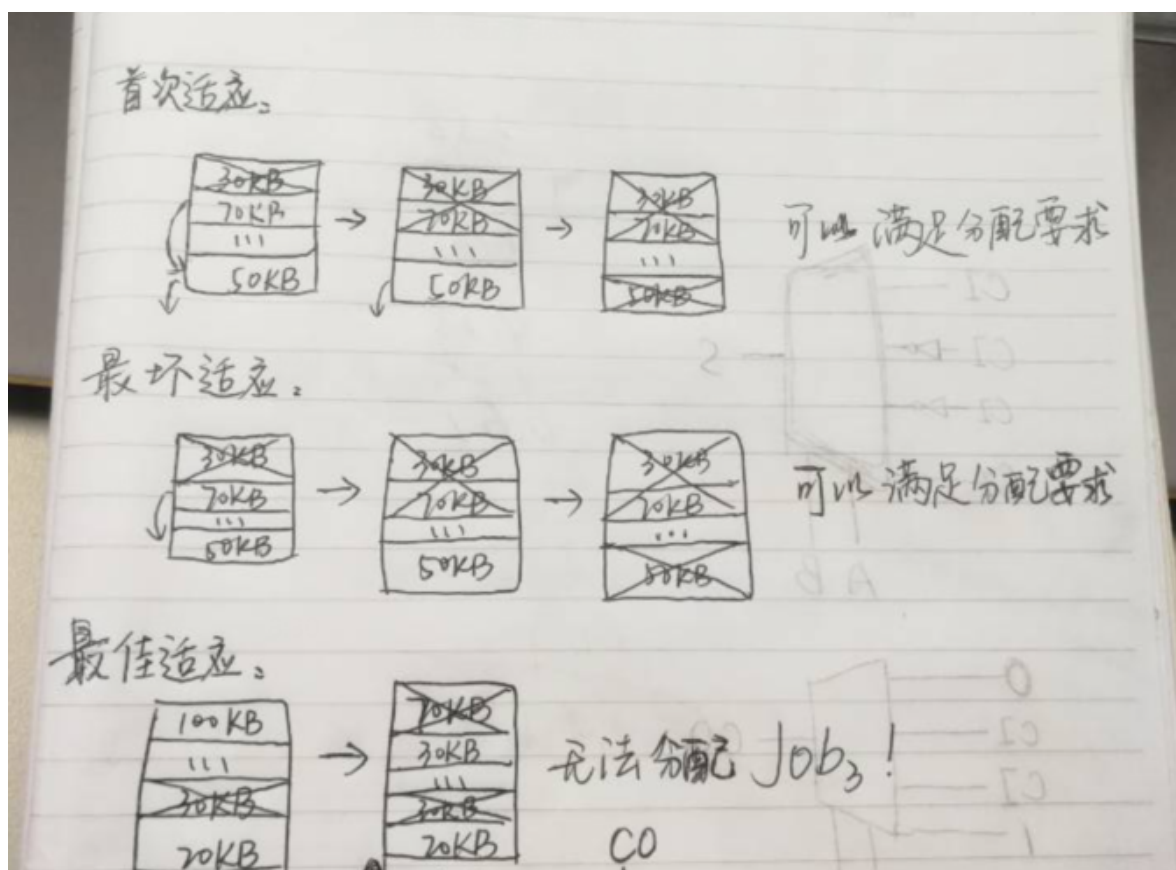 首次适应。
30KB 30KB 30KB
70KB → 70KB → 70KB 可以满足分配要求
... ... ...
50KB 50KB 50KB
最坏适应。
30KB 30KB 30KB
70KB → 70KB → 70KB 可以满足分配要求
... ... ...
50KB 50KB 50KB
最佳适应。
100KB 70KB
... → 30KB 无法分配 Job₃!
30KB ...
20KB 30KB
20KB
CO